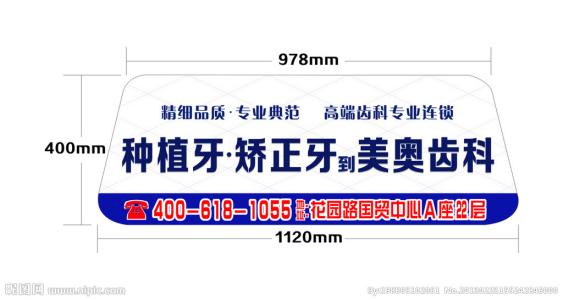 978mm
400mm
精细品质·专业典范 高端齿科专业连锁
种植牙·矫正牙到美奥齿科
☎400-618-1055 地址:花园路国贸中心A座22层
1120mm
昵图网 www.nipic.com